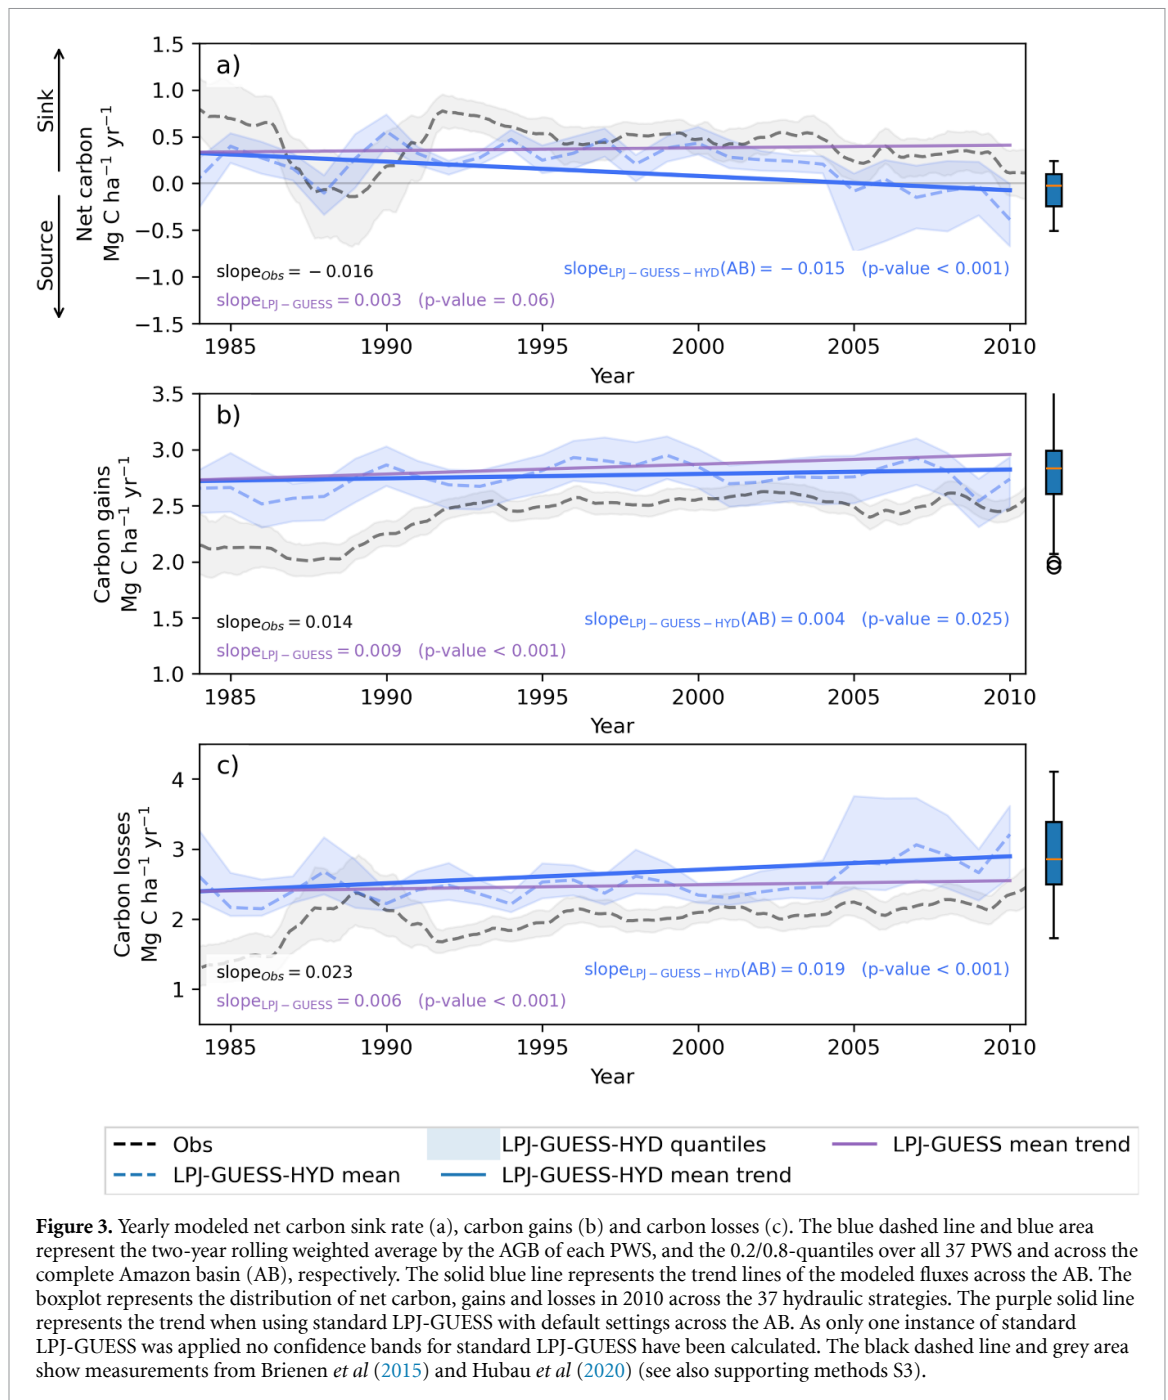 Sink
Source
Net carbon
Mg C ha−1 yr−1
1.5
1.0
0.5
0.0
−0.5
−1.0
−1.5
a)
slopeObs = − 0.016
slopeLPJ−GUESS = 0.003 (p-value = 0.06)
slopeLPJ−GUESS−HYD(AB) = − 0.015 (p-value < 0.001)
1985 1990 1995 2000 2005 2010
Year
Carbon gains
Mg C ha−1 yr−1
3.5
3.0
2.5
2.0
1.5
1.0
b)
slopeObs = 0.014
slopeLPJ−GUESS = 0.009 (p-value < 0.001)
slopeLPJ−GUESS−HYD(AB) = 0.004 (p-value = 0.025)
1985 1990 1995 2000 2005 2010
Year
Carbon losses
Mg C ha−1 yr−1
4
3
2
1
c)
slopeObs = 0.023
slopeLPJ−GUESS = 0.006 (p-value < 0.001)
slopeLPJ−GUESS−HYD(AB) = 0.019 (p-value < 0.001)
1985 1990 1995 2000 2005 2010
Year
Obs
LPJ-GUESS-HYD mean
LPJ-GUESS-HYD quantiles
LPJ-GUESS-HYD mean trend
LPJ-GUESS mean trend
Figure 3. Yearly modeled net carbon sink rate (a), carbon gains (b) and carbon losses (c). The blue dashed line and blue area
represent the two-year rolling weighted average by the AGB of each PWS, and the 0.2/0.8-quantiles over all 37 PWS and across the
complete Amazon basin (AB), respectively. The solid blue line represents the trend lines of the modeled fluxes across the AB. The
boxplot represents the distribution of net carbon, gains and losses in 2010 across the 37 hydraulic strategies. The purple solid line
represents the trend when using standard LPJ-GUESS with default settings across the AB. As only one instance of standard
LPJ-GUESS was applied no confidence bands for standard LPJ-GUESS have been calculated. The black dashed line and grey area
show measurements from Brienen et al (2015) and Hubau et al (2020) (see also supporting methods S3).